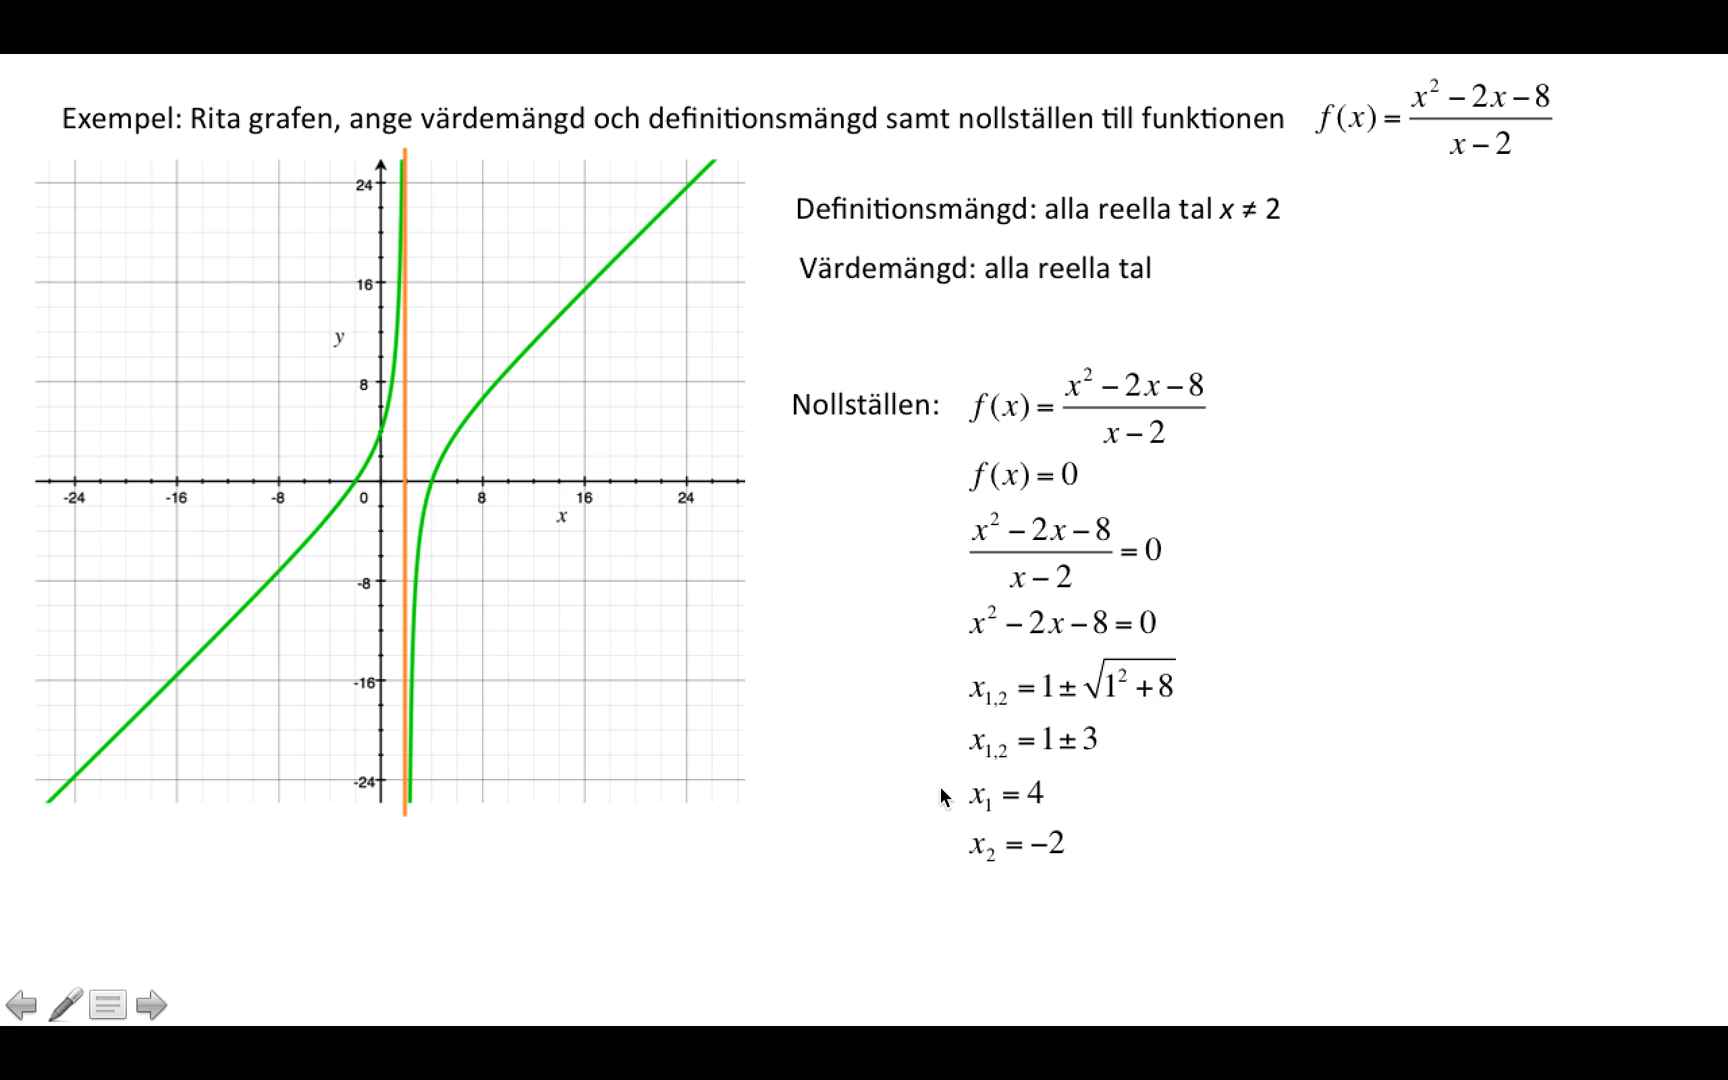 Exempel: Rita grafen, ange värdemängd och definitionsmängd samt nollställen till funktionen f(x) = (x² − 2x − 8)/(x − 2)
24
16
y
8
-24 -16 -8 0 8 16 24
x
-8
-16
-24
Definitionsmängd: alla reella tal x ≠ 2
Värdemängd: alla reella tal
Nollställen: f(x) = (x² − 2x − 8)/(x − 2)
f(x) = 0
(x² − 2x − 8)/(x − 2) = 0
x² − 2x − 8 = 0
x₁,₂ = 1 ± √(1² + 8)
x₁,₂ = 1 ± 3
x₁ = 4
x₂ = −2